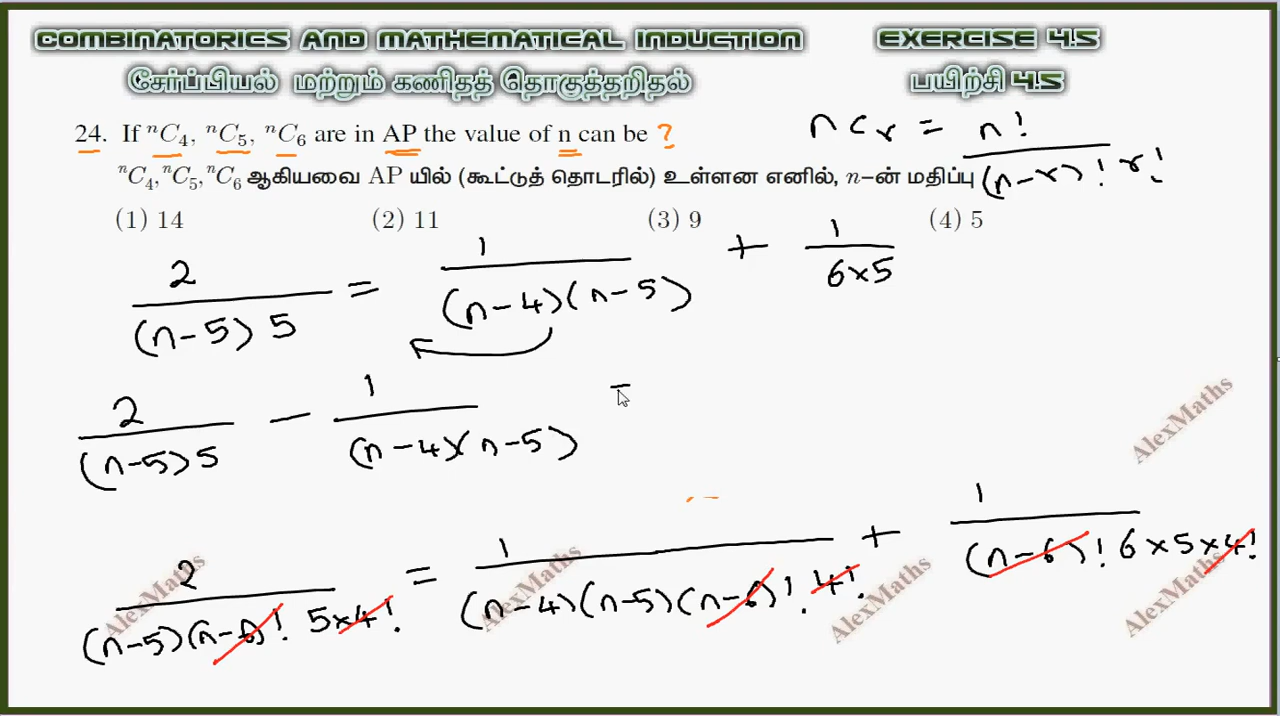 COMBINATORICS AND MATHEMATICAL INDUCTION EXERCISE 4.5
சேர்ப்பியல் மற்றும் கணிதத் தொகுத்தறிதல் பயிற்சி 4.5
24. If ⁿC₄, ⁿC₅, ⁿC₆ are in AP the value of n can be ?
nCr = n! / (n-r)! r!
ⁿC₄, ⁿC₅, ⁿC₆ ஆகியவை AP யில் (கூட்டுத் தொடரில்) உள்ளன எனில், n-ன் மதிப்பு
(1) 14 (2) 11 (3) 9 (4) 5
2 / (n-5) 5 = 1 / (n-4)(n-5) + 1 / 6×5
2 / (n-5) 5 - 1 / (n-4)(n-5)
2 / (n-5)(n-6)! 5×4! = 1 / (n-4)(n-5)(n-6)! 4! + 1 / (n-6)! 6×5×4!
AlexMaths
AlexMaths
AlexMaths
AlexMaths
AlexMaths